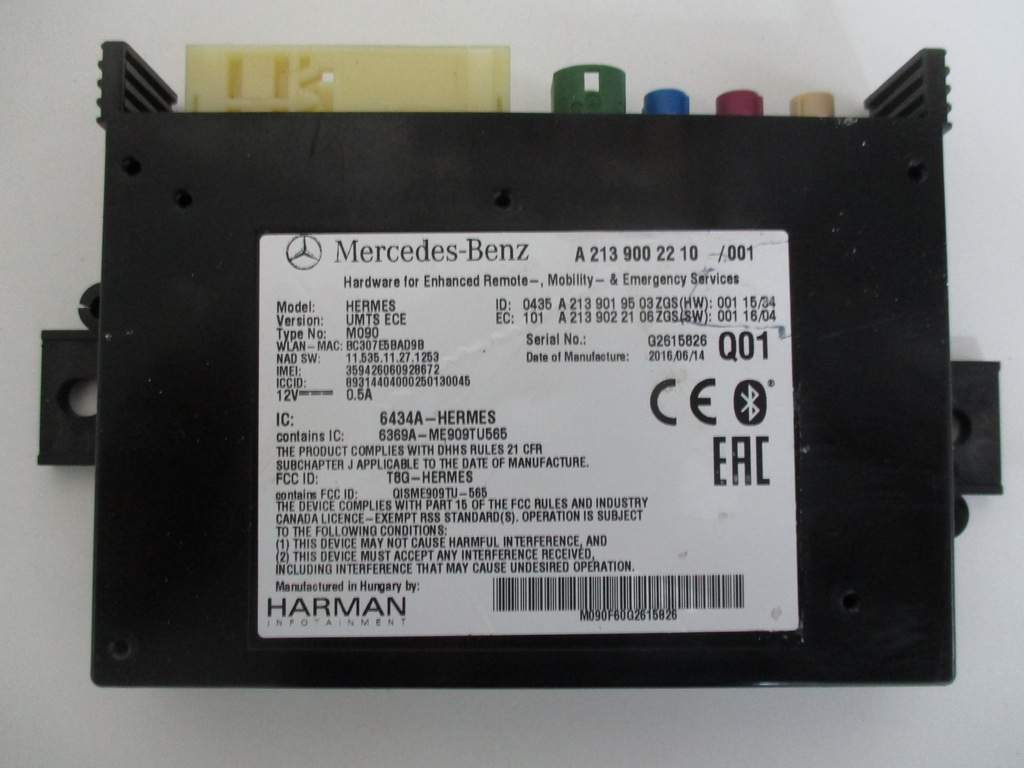 Mercedes-Benz A 213 900 22 10 /001
Hardware for Enhanced Remote-, Mobility- & Emergency Services
Model: HERMES ID: 0435 A 213 901 95 03 ZGS(HW): 001 15/34
Version: UMTS ECE EC: 101 A 213 902 21 06 ZGS(SW): 001 16/04
Type No: M090 Serial No.: G2615826 Q01
WLAN-MAC: BC307E5BAD9B Date of Manufacture: 2016/06/14
NAD SW: 11.535.11.27.1253
IMEI: 359426060928672
ICCID: 89314404000250130045
12V 0.5A
CE
EAC
IC: 6434A-HERMES
contains IC: 6369A-ME909TU565
THE PRODUCT COMPLIES WITH DHHS RULES 21 CFR
SUBCHAPTER J APPLICABLE TO THE DATE OF MANUFACTURE.
FCC ID: T8G-HERMES
contains FCC ID: QISME909TU-565
THE DEVICE COMPLIES WITH PART 15 OF THE FCC RULES AND INDUSTRY
CANADA LICENCE-EXEMPT RSS STANDARD(S). OPERATION IS SUBJECT
TO THE FOLLOWING CONDITIONS:
(1) THIS DEVICE MAY NOT CAUSE HARMFUL INTERFERENCE, AND
(2) THIS DEVICE MUST ACCEPT ANY INTERFERENCE RECEIVED,
INCLUDING INTERFERENCE THAT MAY CAUSE UNDESIRED OPERATION.
Manufactured in Hungary by:
HARMAN
INFOTAINMENT
M090F60G2615826